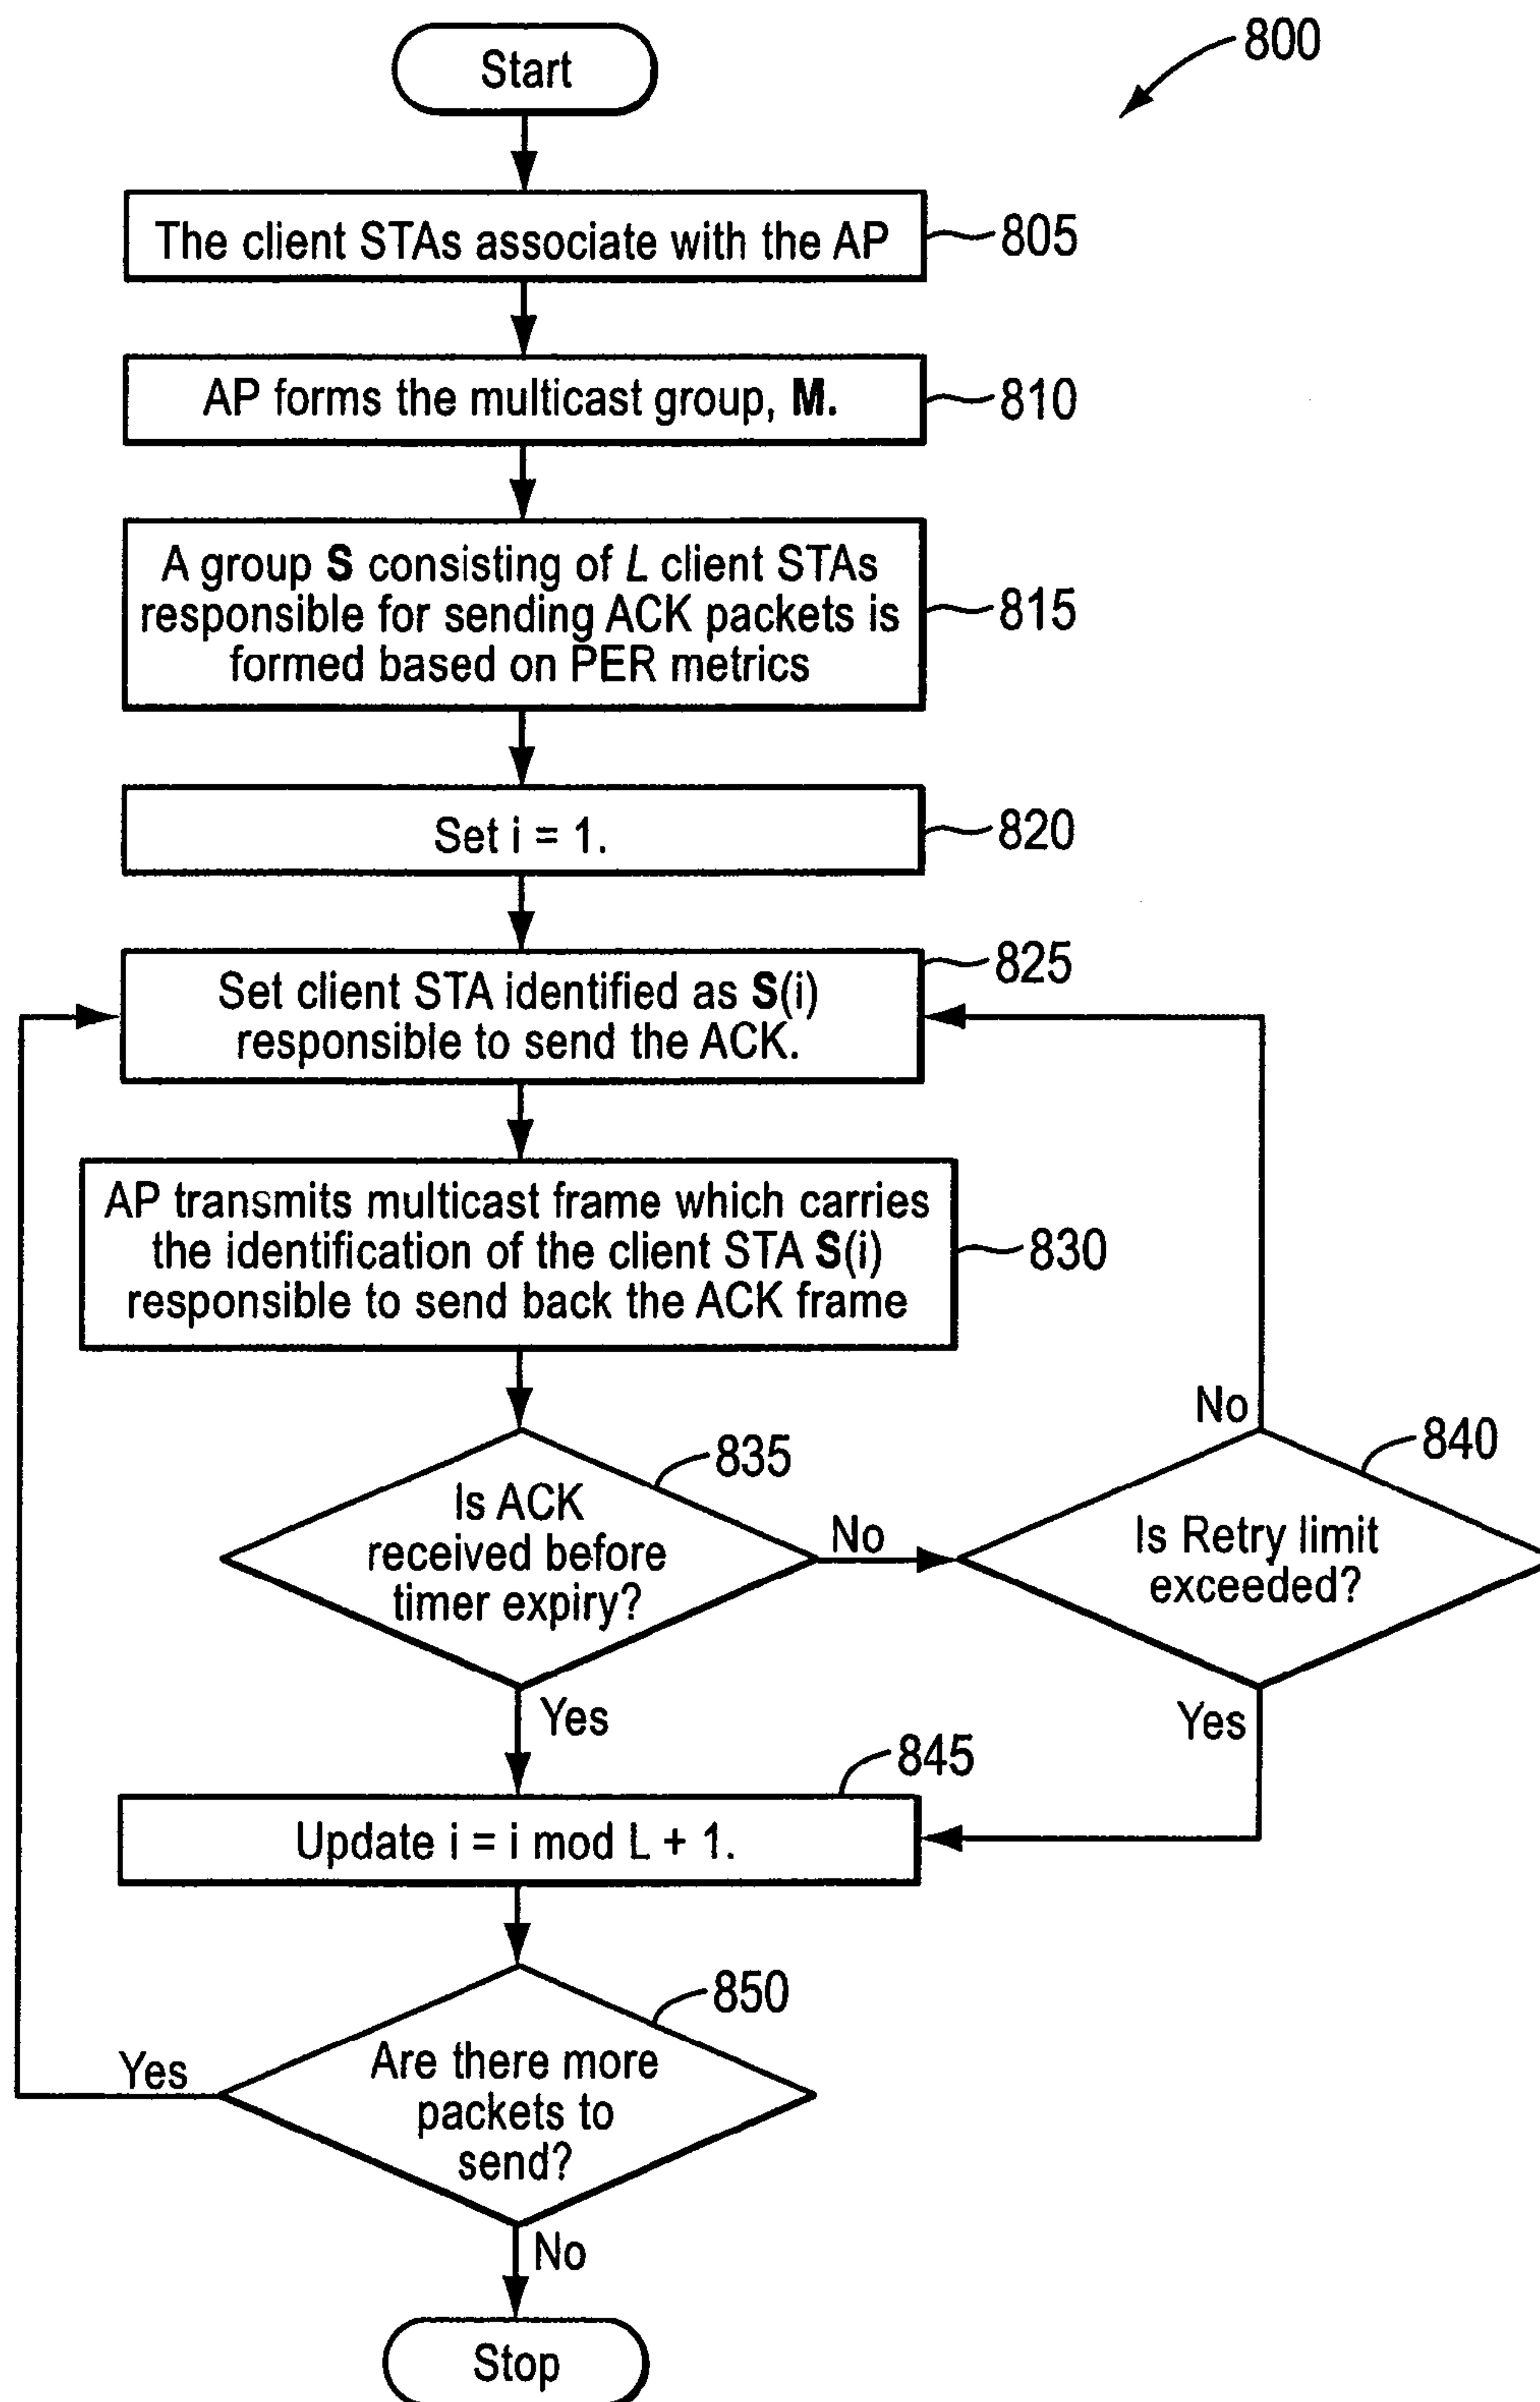 Start
800
The client STAs associate with the AP
805
AP forms the multicast group, M.
810
A group S consisting of L client STAs
responsible for sending ACK packets is
formed based on PER metrics
815
Set i = 1.
820
825
Set client STA identified as S(i)
responsible to send the ACK.
AP transmits multicast frame which carries
the identification of the client STA S(i)
responsible to send back the ACK frame
830
No
840
835
Is ACK
received before
timer expiry?
No
Is Retry limit
exceeded?
Yes
Yes
845
Update i = i mod L + 1.
850
Yes
Are there more
packets to
send?
No
Stop